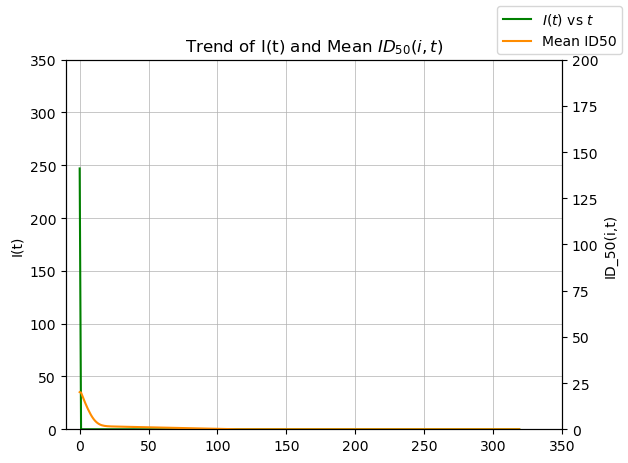 I(t) vs t
Mean ID50
Trend of I(t) and Mean ID₅₀(i, t)
350
300
250
200
150
100
50
0
I(t)
200
175
150
125
100
75
50
25
0
ID_50(i,t)
0 50 100 150 200 250 300 350